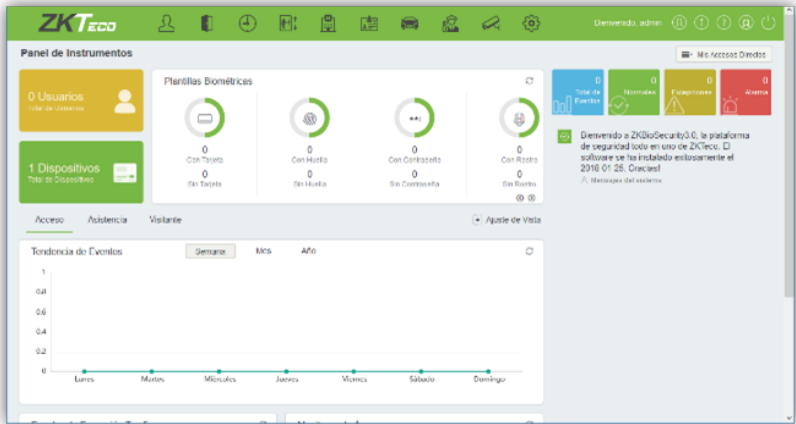 ZKTECO
Bienvenido, admin
Panel de Instrumentos
Mis Accesos Directos
0 Usuarios
Total de Usuarios
1 Dispositivos
Total de Dispositivos
Plantillas Biométricas
0
Con Tarjeta
0
Sin Tarjeta
0
Con Huella
0
Sin Huella
0
Con Contraseña
0
Sin Contraseña
0
Con Rostro
0
Sin Rostro
0
Total de
Eventos
0
Normales
0
Excepciones
0
Alarma
Bienvenido a ZKBioSecurity3.0, la plataforma
de seguridad todo en uno de ZKTeco. El
software se ha instalado exitosamente el
2016 01 25. Gracias!
Mensajes del sistema
Acceso
Asistencia
Visitante
Ajuste de Vista
Tendencia de Eventos
Semana
Mes
Año
1
0.8
0.6
0.4
0.2
0
Lunes
Martes
Miércoles
Jueves
Viernes
Sábado
Domingo